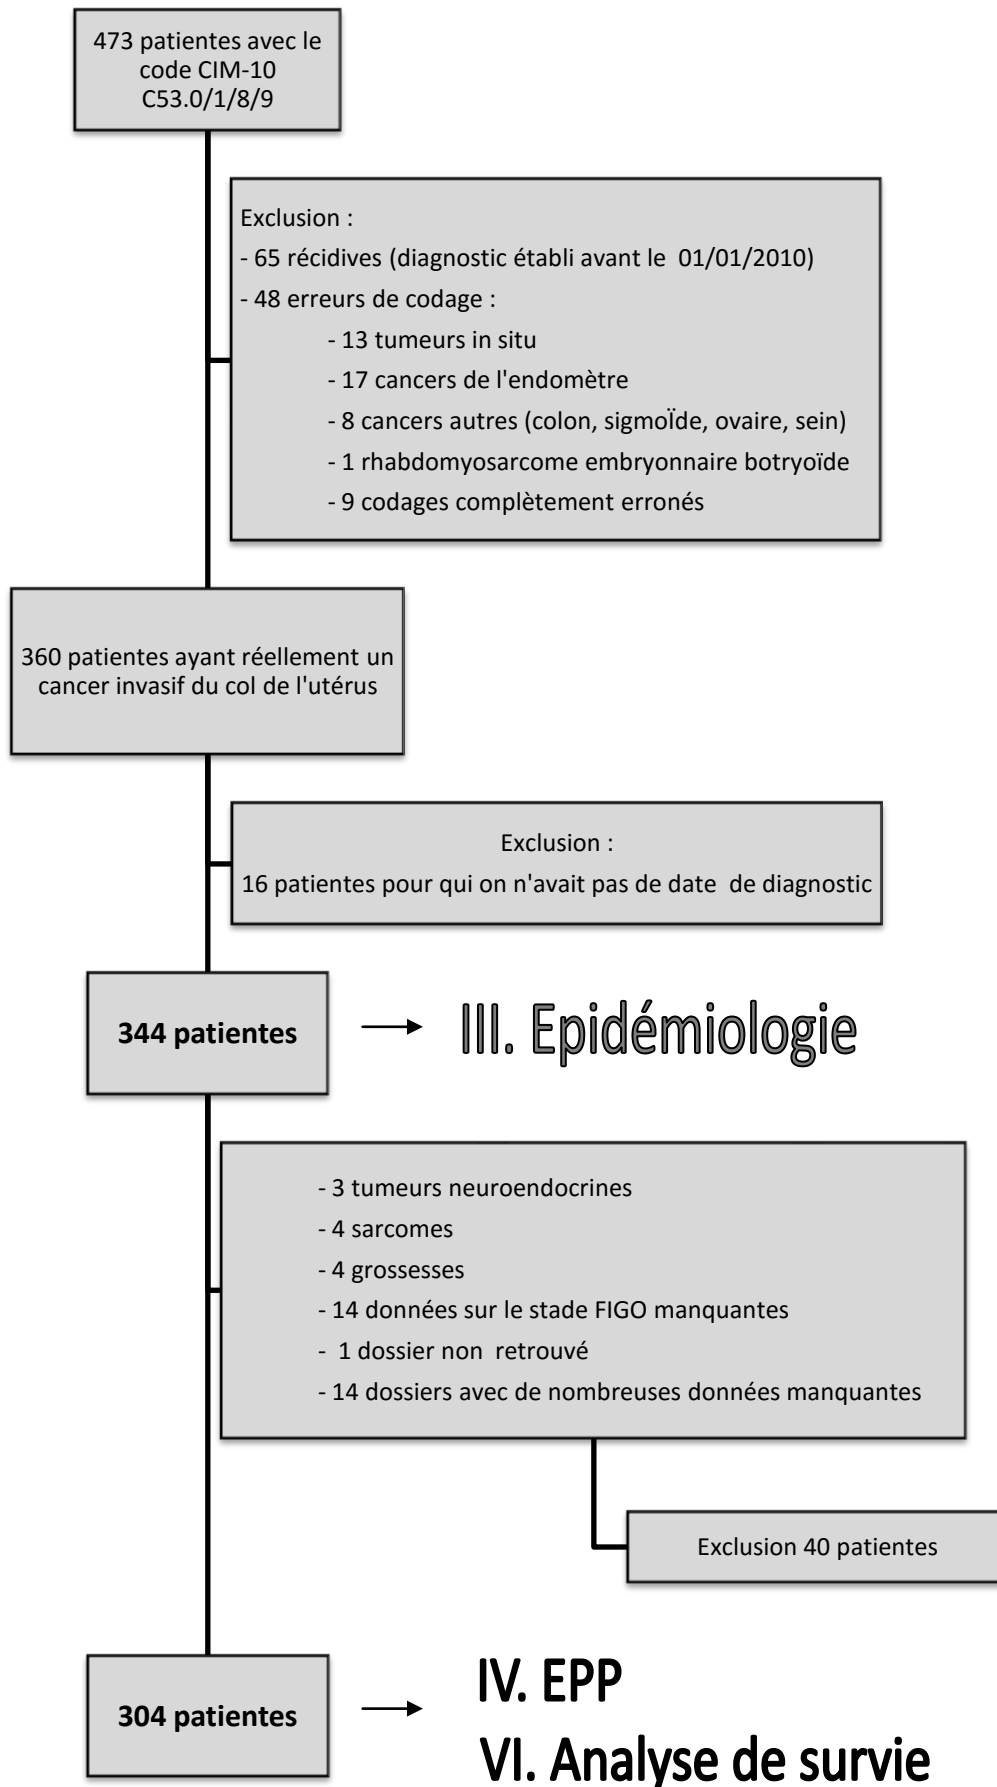 473 patientes avec le
code CIM-10
C53.0/1/8/9
Exclusion :
- 65 récidives (diagnostic établi avant le 01/01/2010)
- 48 erreurs de codage :
- 13 tumeurs in situ
- 17 cancers de l'endomètre
- 8 cancers autres (colon, sigmoÏde, ovaire, sein)
- 1 rhabdomyosarcome embryonnaire botryoïde
- 9 codages complètement erronés
360 patientes ayant réellement un
cancer invasif du col de l'utérus
Exclusion :
16 patientes pour qui on n'avait pas de date de diagnostic
344 patientes
III. Epidémiologie
- 3 tumeurs neuroendocrines
- 4 sarcomes
- 4 grossesses
- 14 données sur le stade FIGO manquantes
- 1 dossier non retrouvé
- 14 dossiers avec de nombreuses données manquantes
Exclusion 40 patientes
304 patientes
IV. EPP
VI. Analyse de survie